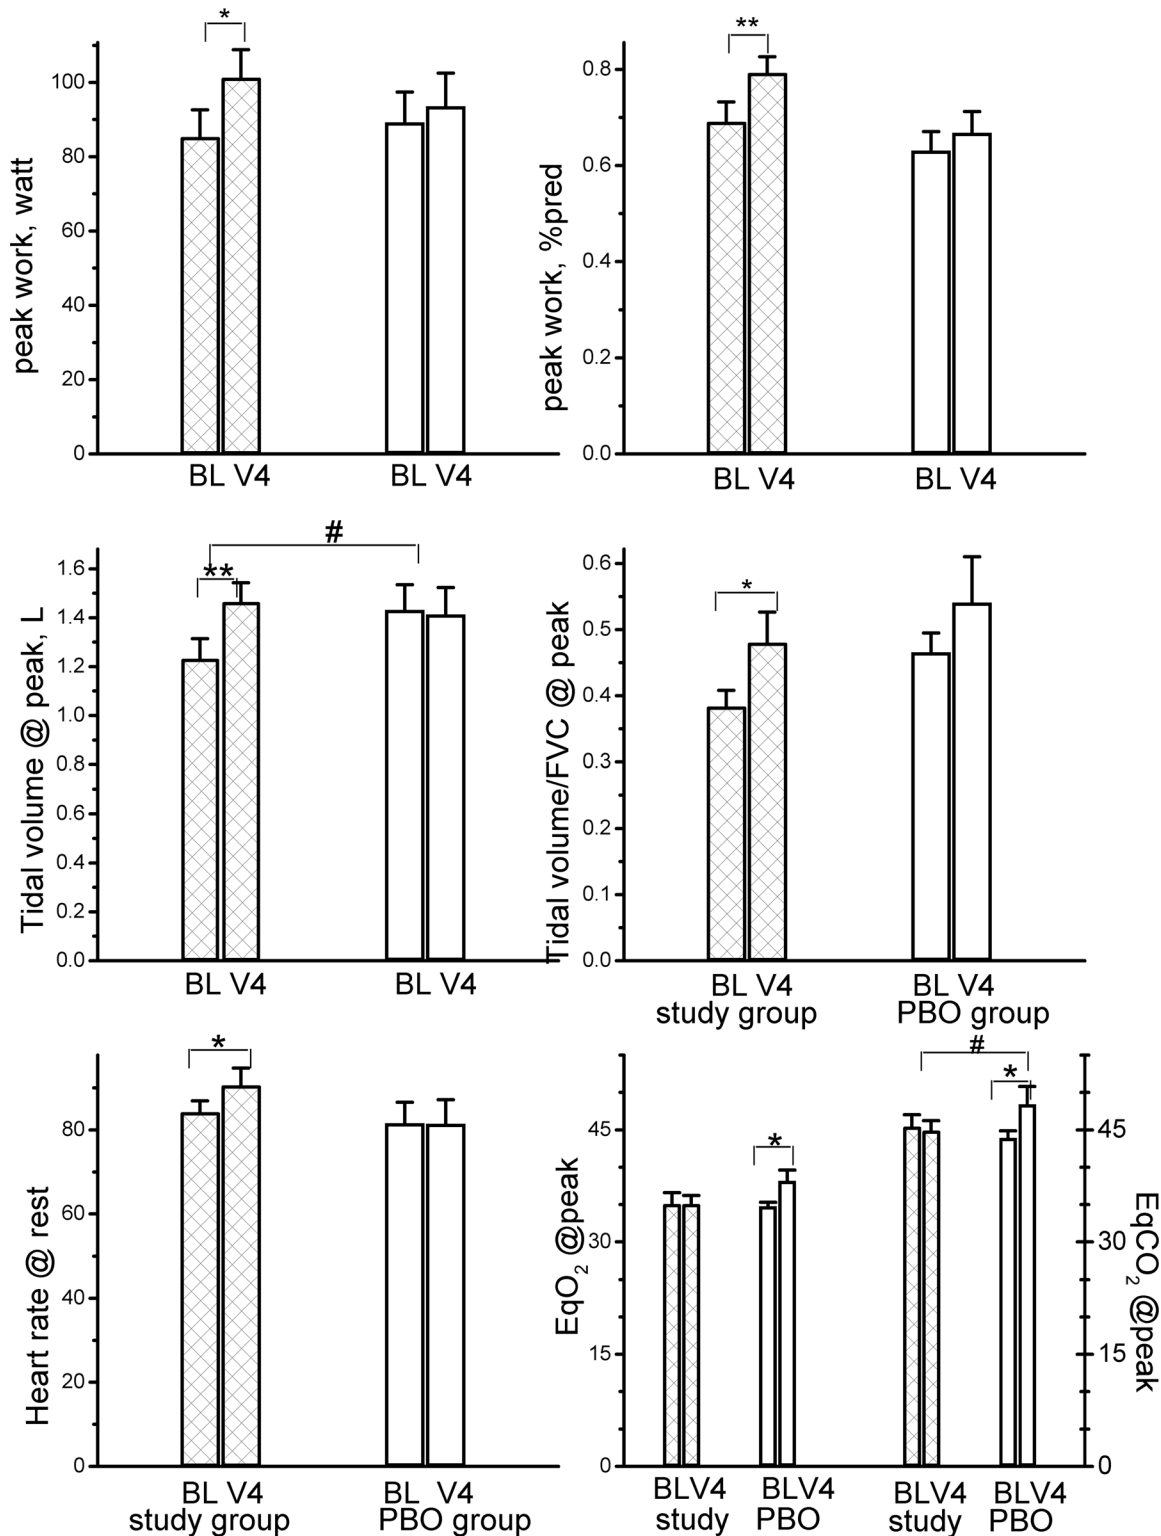 *
100
80
60
40
20
0
peak work, watt
BL V4
BL V4
**
0.8
0.6
0.4
0.2
0.0
peak work, %pred
BL V4
BL V4
#
**
1.6
1.4
1.2
1.0
0.8
0.6
0.4
0.2
0.0
Tidal volume @ peak, L
BL V4
BL V4
*
0.6
0.5
0.4
0.3
0.2
0.1
0.0
Tidal volume/FVC @ peak
BL V4
BL V4
study group
PBO group
*
80
60
40
20
0
Heart rate @ rest
BL V4
BL V4
study group
PBO group
#
*
*
45
30
15
0
EqO2 @peak
45
30
15
0
EqCO2 @peak
BLV4
BLV4
BLV4
BLV4
study
PBO
study
PBO